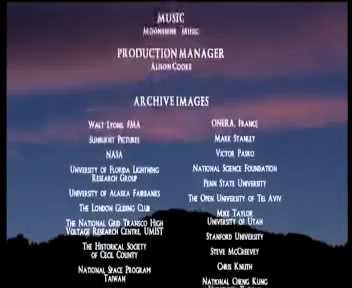 MUSIC
MOONSHINE MUSIC
PRODUCTION MANAGER
ALISON COOKE
ARCHIVE IMAGES
WALT LYONS, FMA
SUNBURST PICTURES
NASA
UNIVERSITY OF FLORIDA LIGHTNING
RESEARCH GROUP
UNIVERSITY OF ALASKA FAIRBANKS
THE LONDON GLIDING CLUB
THE NATIONAL GRID TRANSCO HIGH
VOLTAGE RESEARCH CENTRE, UMIST
THE HISTORICAL SOCIETY
OF CECIL COUNTY
NATIONAL SPACE PROGRAM
TAIWAN
ONERA, FRANCE
MARK STANLEY
VICTOR PASKO
NATIONAL SCIENCE FOUNDATION
PENN STATE UNIVERSITY
THE OPEN UNIVERSITY OF TEL AVIV
MIKE TAYLOR
UNIVERSITY OF UTAH
STANFORD UNIVERSITY
STEVE MCGREEVEY
CHRIS KNUTH
NATIONAL CHENG KUNG